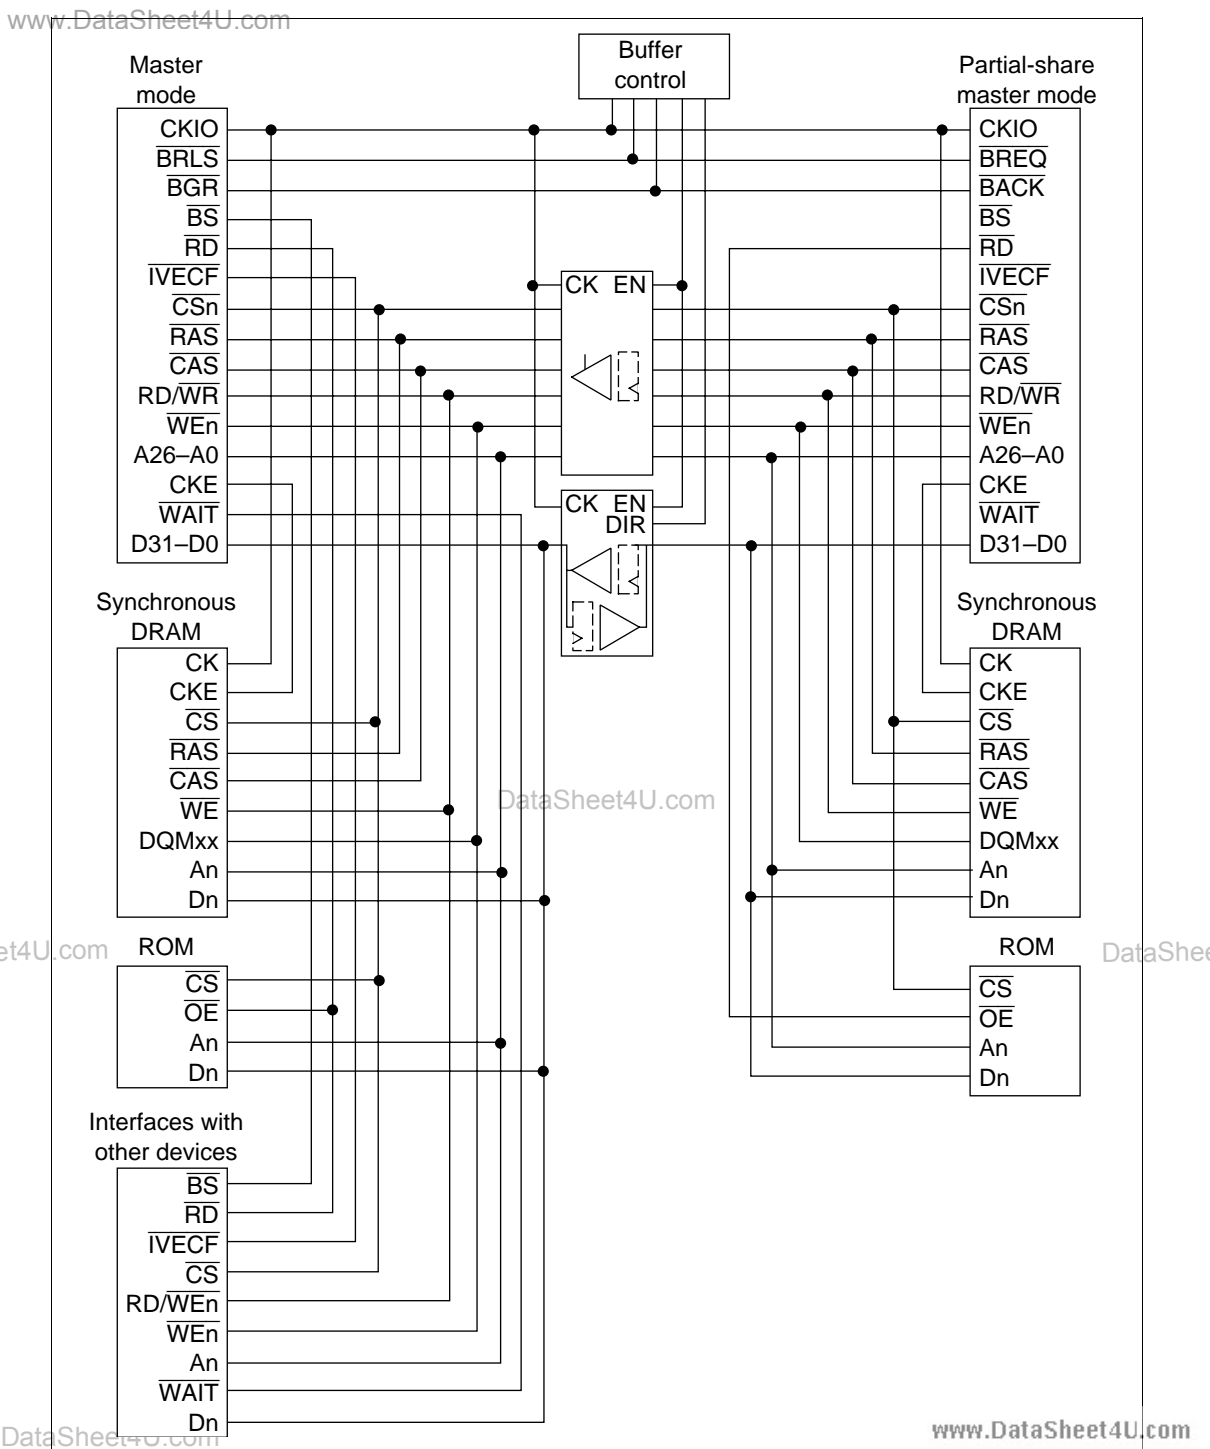 www.DataSheet4U.com
Buffer
control
Master
mode
CKIO
BRLS
BGR
BS
RD
IVECF
CSn
RAS
CAS
RD/WR
WEn
A26–A0
CKE
WAIT
D31–D0
Partial-share
master mode
CKIO
BREQ
BACK
BS
RD
IVECF
CSn
RAS
CAS
RD/WR
WEn
A26–A0
CKE
WAIT
D31–D0
CK EN
CK EN
DIR
Synchronous
DRAM
CK
CKE
CS
RAS
CAS
WE
DQMxx
An
Dn
Synchronous
DRAM
CK
CKE
CS
RAS
CAS
WE
DQMxx
An
Dn
DataSheet4U.com
et4U.com
DataShee
ROM
CS
OE
An
Dn
ROM
CS
OE
An
Dn
Interfaces with
other devices
BS
RD
IVECF
CS
RD/WEn
WEn
An
WAIT
Dn
DataSheet4U.com
www.DataSheet4U.com